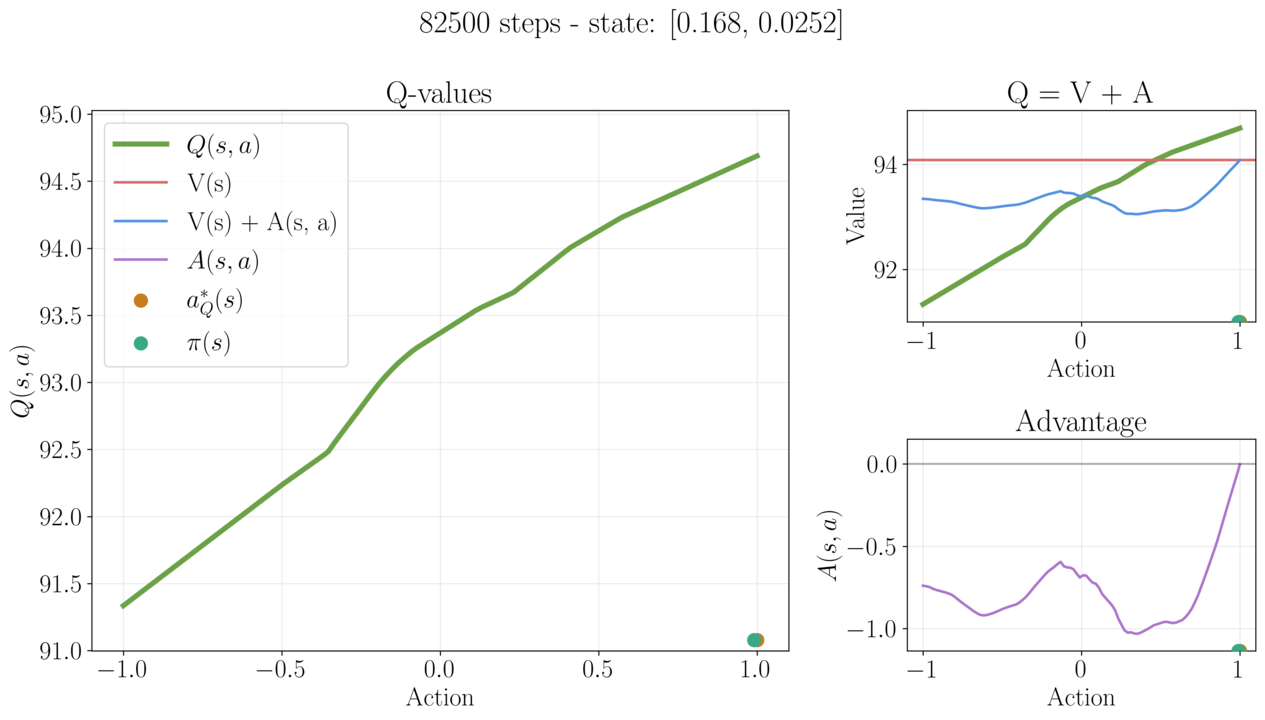 82500 steps - state: [0.168, 0.0252]
Q-values
95.0
94.5
94.0
93.5
93.0
92.5
92.0
91.5
91.0
Q(s, a)
Q(s, a)
V(s)
V(s) + A(s, a)
A(s, a)
a*Q(s)
π(s)
−1.0 −0.5 0.0 0.5 1.0
Action
Q = V + A
94
92
Value
−1 0 1
Action
Advantage
0.0
−0.5
−1.0
A(s, a)
−1 0 1
Action